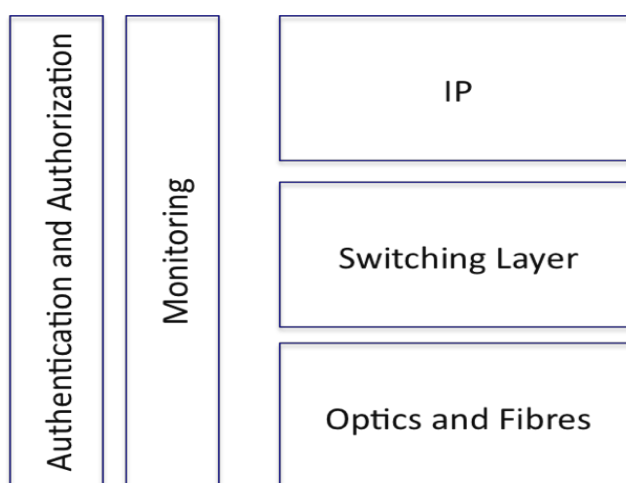 Authentication and Authorization
Monitoring
IP
Switching Layer
Optics and Fibres